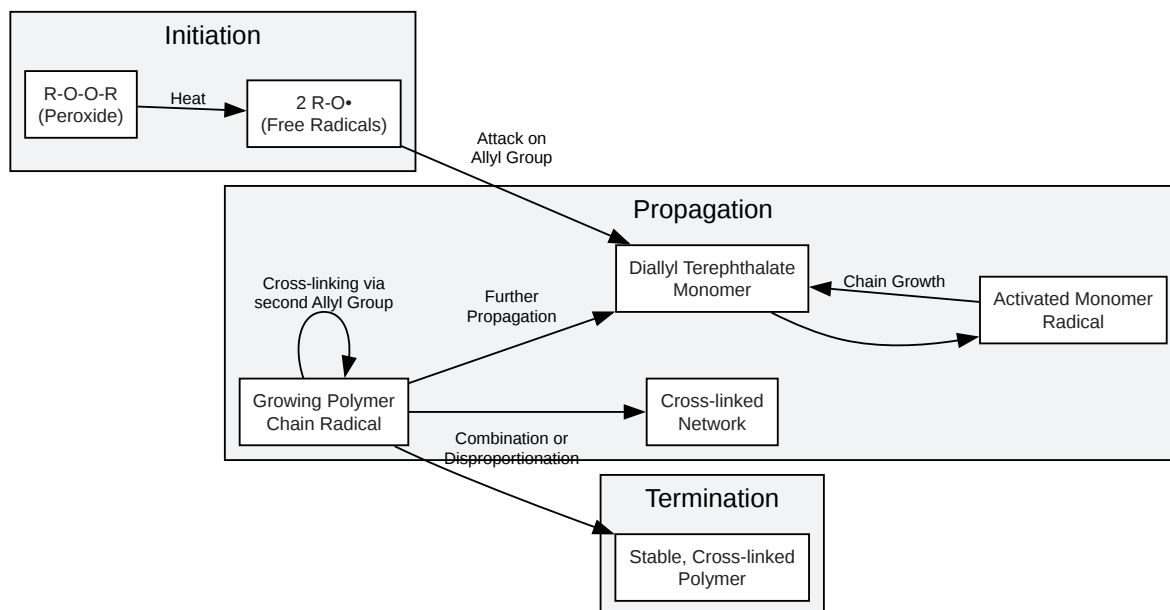 Initiation
R-O-O-R
(Peroxide)
Heat
2 R-O•
(Free Radicals)
Attack on
Allyl Group
Propagation
Diallyl Terephthalate
Monomer
Chain Growth
Activated Monomer
Radical
Cross-linking via
second Allyl Group
Further
Propagation
Growing Polymer
Chain Radical
Cross-linked
Network
Combination or
Disproportionation
Termination
Stable, Cross-linked
Polymer